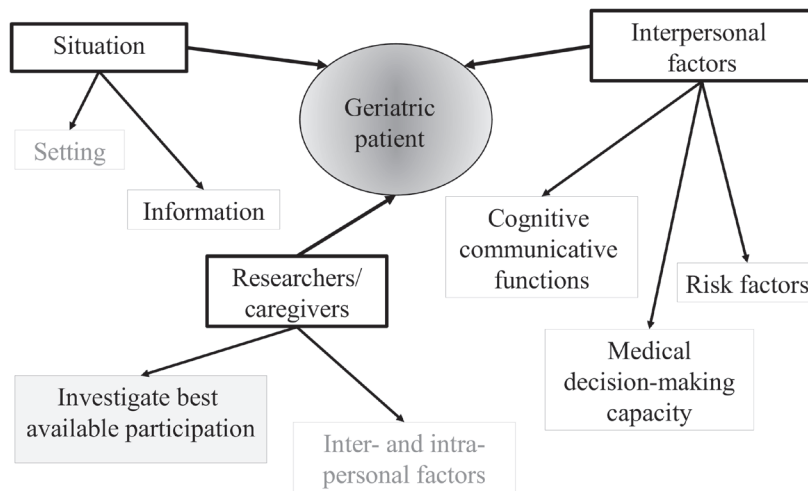 Situation
Interpersonal
factors
Geriatric
patient
Setting
Information
Cognitive
communicative
functions
Risk factors
Researchers/
caregivers
Medical
decision-making
capacity
Investigate best
available participation
Inter- and intra-
personal factors